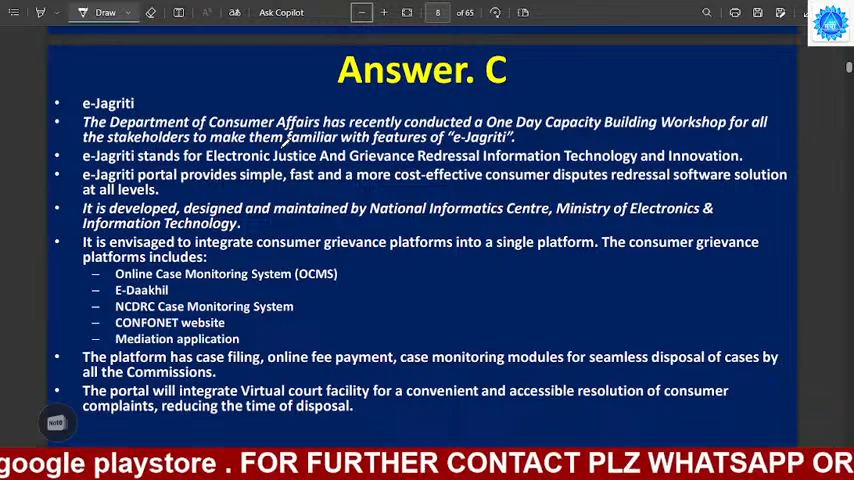 Draw
Ask Copilot
8
of 65
Answer. C
• e-Jagriti
• The Department of Consumer Affairs has recently conducted a One Day Capacity Building Workshop for all
the stakeholders to make them familiar with features of “e-Jagriti”.
• e-Jagriti stands for Electronic Justice And Grievance Redressal Information Technology and Innovation.
• e-Jagriti portal provides simple, fast and a more cost-effective consumer disputes redressal software solution
at all levels.
• It is developed, designed and maintained by National Informatics Centre, Ministry of Electronics &
Information Technology.
• It is envisaged to integrate consumer grievance platforms into a single platform. The consumer grievance
platforms includes:
– Online Case Monitoring System (OCMS)
– E-Daakhil
– NCDRC Case Monitoring System
– CONFONET website
– Mediation application
• The platform has case filing, online fee payment, case monitoring modules for seamless disposal of cases by
all the Commissions.
• The portal will integrate Virtual court facility for a convenient and accessible resolution of consumer
complaints, reducing the time of disposal.
google playstore . FOR FURTHER CONTACT PLZ WHATSAPP OR